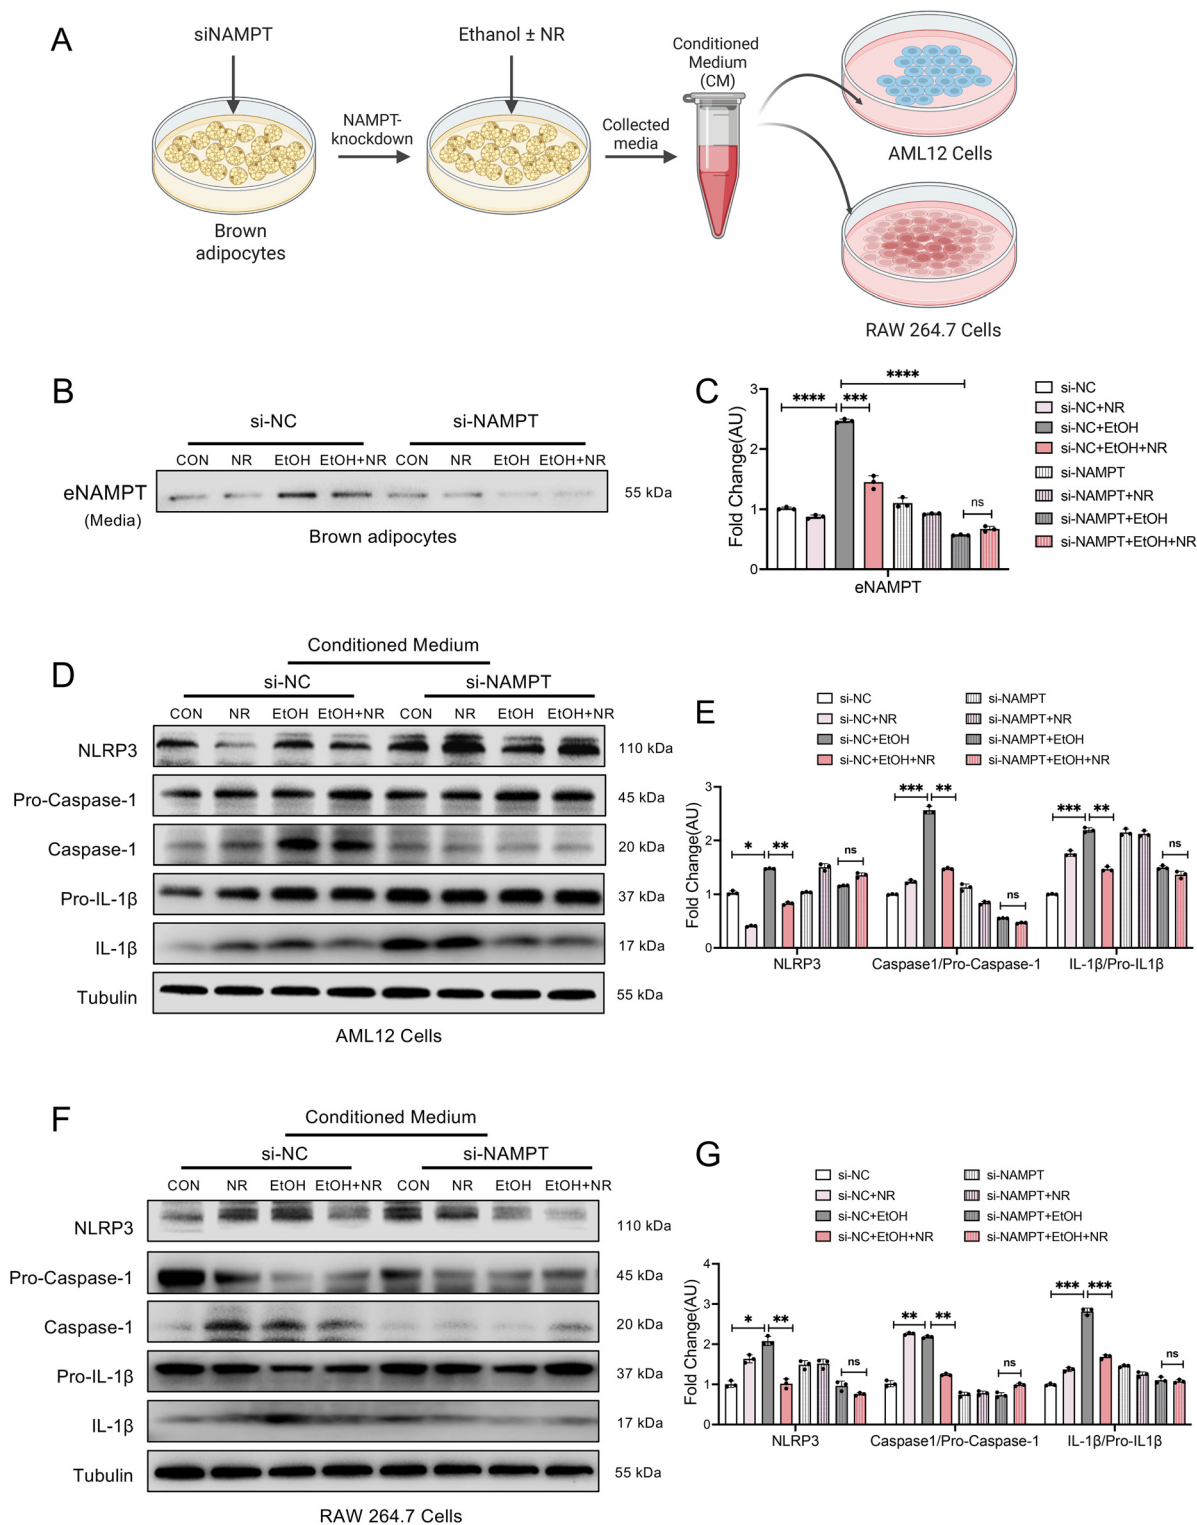 A
siNAMPT
Ethanol ± NR
Conditioned
Medium
(CM)
NAMPT-
knockdown
Collected
media
Brown
adipocytes
AML12 Cells
RAW 264.7 Cells
B
si-NC
si-NAMPT
CON NR EtOH EtOH+NR CON NR EtOH EtOH+NR
eNAMPT
(Media)
55 kDa
Brown adipocytes
C
Fold Change(AU)
3
2
1
0
**** *** ****
ns
eNAMPT
si-NC
si-NC+NR
si-NC+EtOH
si-NC+EtOH+NR
si-NAMPT
si-NAMPT+NR
si-NAMPT+EtOH
si-NAMPT+EtOH+NR
D
Conditioned Medium
si-NC
si-NAMPT
CON NR EtOH EtOH+NR CON NR EtOH EtOH+NR
NLRP3 110 kDa
Pro-Caspase-1 45 kDa
Caspase-1 20 kDa
Pro-IL-1β 37 kDa
IL-1β 17 kDa
Tubulin 55 kDa
AML12 Cells
E
si-NC si-NAMPT
si-NC+NR si-NAMPT+NR
si-NC+EtOH si-NAMPT+EtOH
si-NC+EtOH+NR si-NAMPT+EtOH+NR
Fold Change(AU)
3
2
1
0
* ** ns *** ** ns *** ** ns
NLRP3 Caspase1/Pro-Caspase-1 IL-1β/Pro-IL1β
F
Conditioned Medium
si-NC
si-NAMPT
CON NR EtOH EtOH+NR CON NR EtOH EtOH+NR
NLRP3 110 kDa
Pro-Caspase-1 45 kDa
Caspase-1 20 kDa
Pro-IL-1β 37 kDa
IL-1β 17 kDa
Tubulin 55 kDa
RAW 264.7 Cells
G
si-NC si-NAMPT
si-NC+NR si-NAMPT+NR
si-NC+EtOH si-NAMPT+EtOH
si-NC+EtOH+NR si-NAMPT+EtOH+NR
Fold Change(AU)
4
3
2
1
0
* ** ns ** ** ns *** *** ns
NLRP3 Caspase1/Pro-Caspase-1 IL-1β/Pro-IL1β